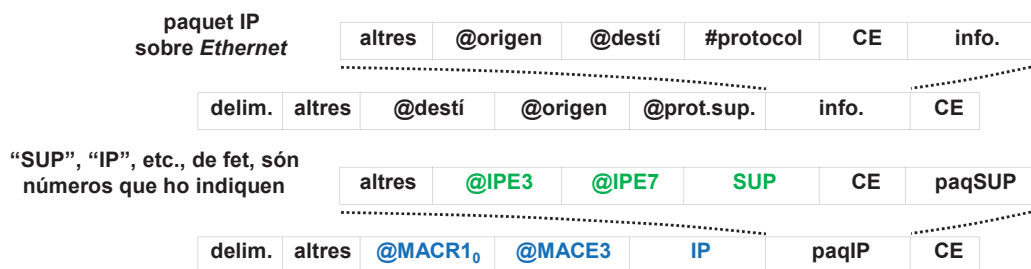 paquet IP
sobre Ethernet
altres @origen @destí #protocol CE info.
delim. altres @destí @origen @prot.sup. info. CE
“SUP”, “IP”, etc., de fet, són
números que ho indiquen
altres @IPE3 @IPE7 SUP CE paqSUP
delim. altres @MACR1₀ @MACE3 IP paqIP CE